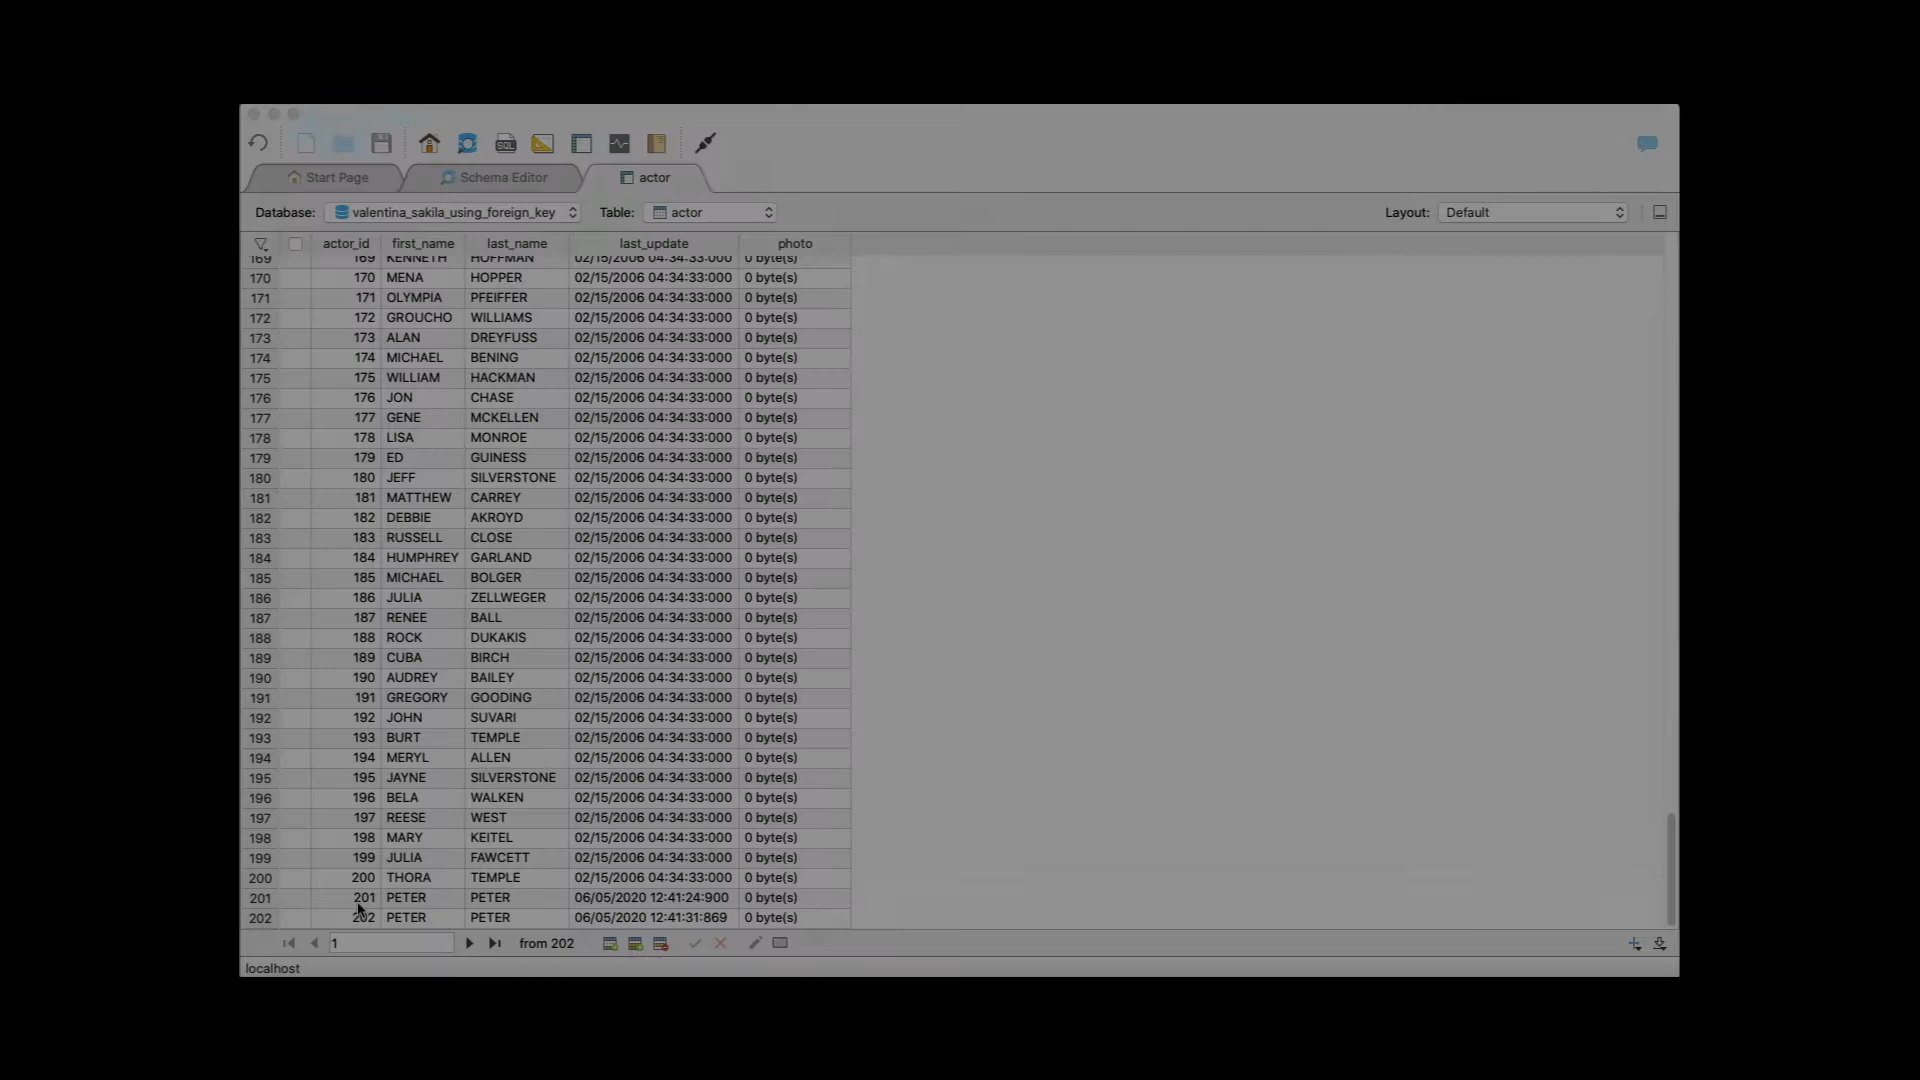 SQL
Start Page Schema Editor actor
Database: valentina_sakila_using_foreign_key Table: actor Layout: Default
actor_id first_name last_name last_update photo
169 169 KENNETH HOFFMAN 02/15/2006 04:34:33:000 0 byte(s)
170 170 MENA HOPPER 02/15/2006 04:34:33:000 0 byte(s)
171 171 OLYMPIA PFEIFFER 02/15/2006 04:34:33:000 0 byte(s)
172 172 GROUCHO WILLIAMS 02/15/2006 04:34:33:000 0 byte(s)
173 173 ALAN DREYFUSS 02/15/2006 04:34:33:000 0 byte(s)
174 174 MICHAEL BENING 02/15/2006 04:34:33:000 0 byte(s)
175 175 WILLIAM HACKMAN 02/15/2006 04:34:33:000 0 byte(s)
176 176 JON CHASE 02/15/2006 04:34:33:000 0 byte(s)
177 177 GENE MCKELLEN 02/15/2006 04:34:33:000 0 byte(s)
178 178 LISA MONROE 02/15/2006 04:34:33:000 0 byte(s)
179 179 ED GUINESS 02/15/2006 04:34:33:000 0 byte(s)
180 180 JEFF SILVERSTONE 02/15/2006 04:34:33:000 0 byte(s)
181 181 MATTHEW CARREY 02/15/2006 04:34:33:000 0 byte(s)
182 182 DEBBIE AKROYD 02/15/2006 04:34:33:000 0 byte(s)
183 183 RUSSELL CLOSE 02/15/2006 04:34:33:000 0 byte(s)
184 184 HUMPHREY GARLAND 02/15/2006 04:34:33:000 0 byte(s)
185 185 MICHAEL BOLGER 02/15/2006 04:34:33:000 0 byte(s)
186 186 JULIA ZELLWEGER 02/15/2006 04:34:33:000 0 byte(s)
187 187 RENEE BALL 02/15/2006 04:34:33:000 0 byte(s)
188 188 ROCK DUKAKIS 02/15/2006 04:34:33:000 0 byte(s)
189 189 CUBA BIRCH 02/15/2006 04:34:33:000 0 byte(s)
190 190 AUDREY BAILEY 02/15/2006 04:34:33:000 0 byte(s)
191 191 GREGORY GOODING 02/15/2006 04:34:33:000 0 byte(s)
192 192 JOHN SUVARI 02/15/2006 04:34:33:000 0 byte(s)
193 193 BURT TEMPLE 02/15/2006 04:34:33:000 0 byte(s)
194 194 MERYL ALLEN 02/15/2006 04:34:33:000 0 byte(s)
195 195 JAYNE SILVERSTONE 02/15/2006 04:34:33:000 0 byte(s)
196 196 BELA WALKEN 02/15/2006 04:34:33:000 0 byte(s)
197 197 REESE WEST 02/15/2006 04:34:33:000 0 byte(s)
198 198 MARY KEITEL 02/15/2006 04:34:33:000 0 byte(s)
199 199 JULIA FAWCETT 02/15/2006 04:34:33:000 0 byte(s)
200 200 THORA TEMPLE 02/15/2006 04:34:33:000 0 byte(s)
201 201 PETER PETER 06/05/2020 12:41:24:900 0 byte(s)
202 202 PETER PETER 06/05/2020 12:41:31:869 0 byte(s)
1 from 202
localhost